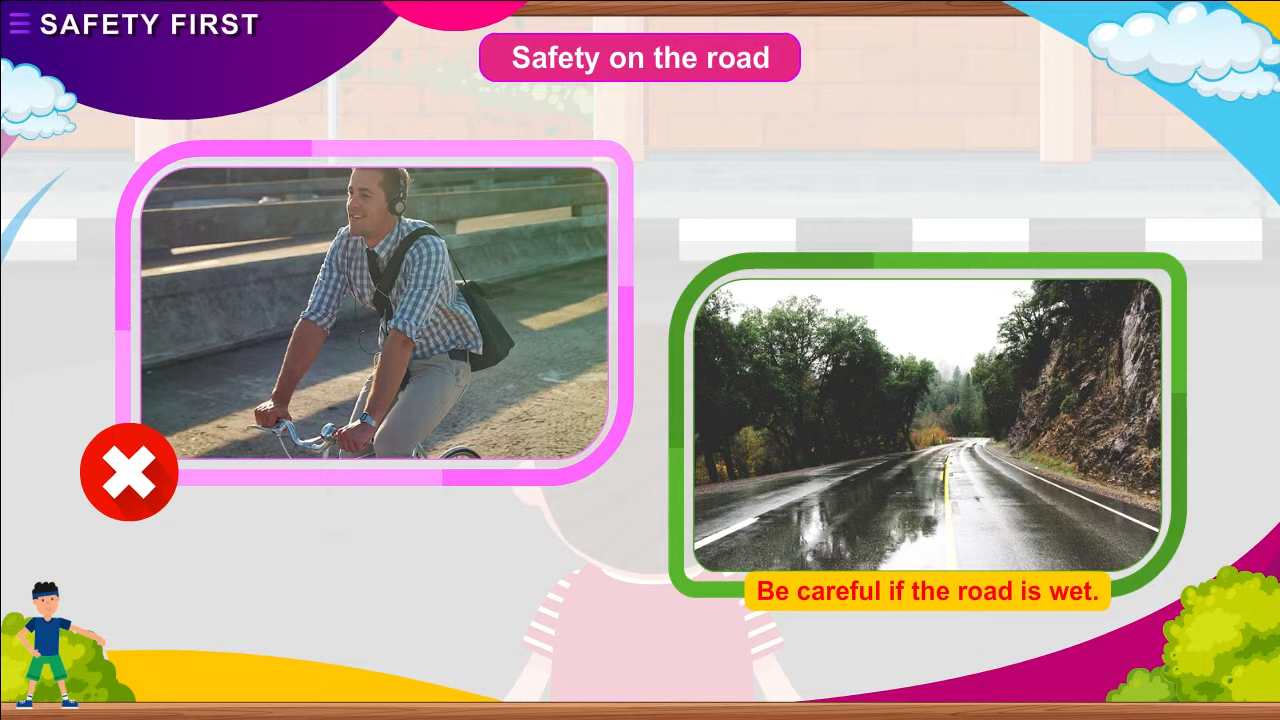 SAFETY FIRST
Safety on the road
Be careful if the road is wet.